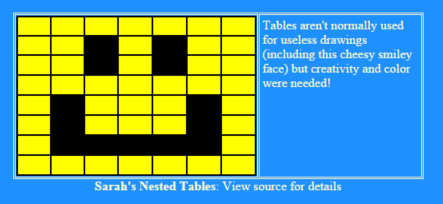 Tables aren't normally used
for useless drawings
(including this cheesy smiley
face) but creativity and color
were needed!
Sarah's Nested Tables: View source for details